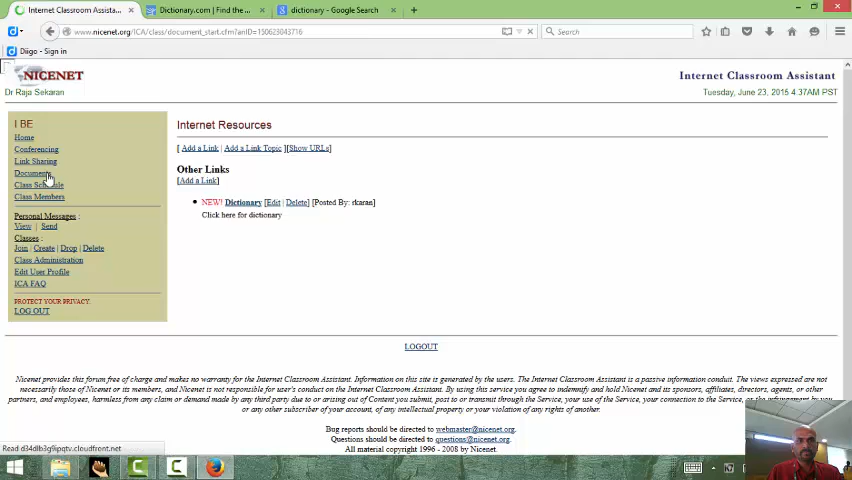 Internet Classroom Assist...
Dictionary.com | Find the ...
dictionary - Google Search
www.nicenet.org/ICA/class/document_start.cfm?anID=150623043716
Search
Diigo - Sign in
NICENET
Internet Classroom Assistant
Dr Raja Sekaran
Tuesday, June 23, 2015 4:37AM PST
I BE
Home
Conferencing
Link Sharing
Documents
Class Schedule
Class Members
Personal Messages :
View | Send
Classes :
Join | Create | Drop | Delete
Class Administration
Edit User Profile
ICA FAQ
PROTECT YOUR PRIVACY.
LOG OUT
Internet Resources
[ Add a Link | Add a Link Topic ][Show URLs]
Other Links
[Add a Link]
NEW! Dictionary [Edit | Delete] [Posted By: rkaran]
Click here for dictionary
LOGOUT
Nicenet provides this forum free of charge and makes no warranty for the Internet Classroom Assistant. Information on this site is generated by the users. The Internet Classroom Assistant is a passive information conduit. The views expressed are not
necessarily those of Nicenet or its members, and Nicenet is not responsible for user's conduct on the Internet Classroom Assistant. By using this service you agree to indemnify and hold Nicenet and its sponsors, affiliates, directors, agents, or other
partners, and employees, harmless from any claim or demand made by any third party due to or arising out of Content you submit, post to or transmit through the Service, your use of the Service, your connection to the Service, or the infringement by you
or any other subscriber of your account, of any intellectual property or your violation of any rights of another.
Bug reports should be directed to webmaster@nicenet.org.
Questions should be directed to questions@nicenet.org.
All material copyright 1996 - 2008 by Nicenet.
Read d34dlb3g9ipqtv.cloudfront.net